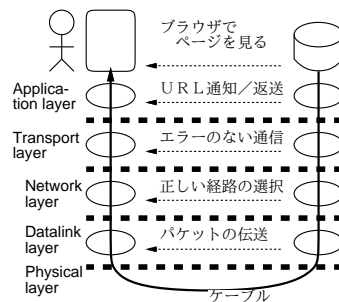 ブラウザで
ページを見る
Applica-
tion layer
ＵＲＬ通知／返送
Transport
layer
エラーのない通信
Network
layer
正しい経路の選択
Datalink
layer
パケットの伝送
Physical
layer
ケーブル